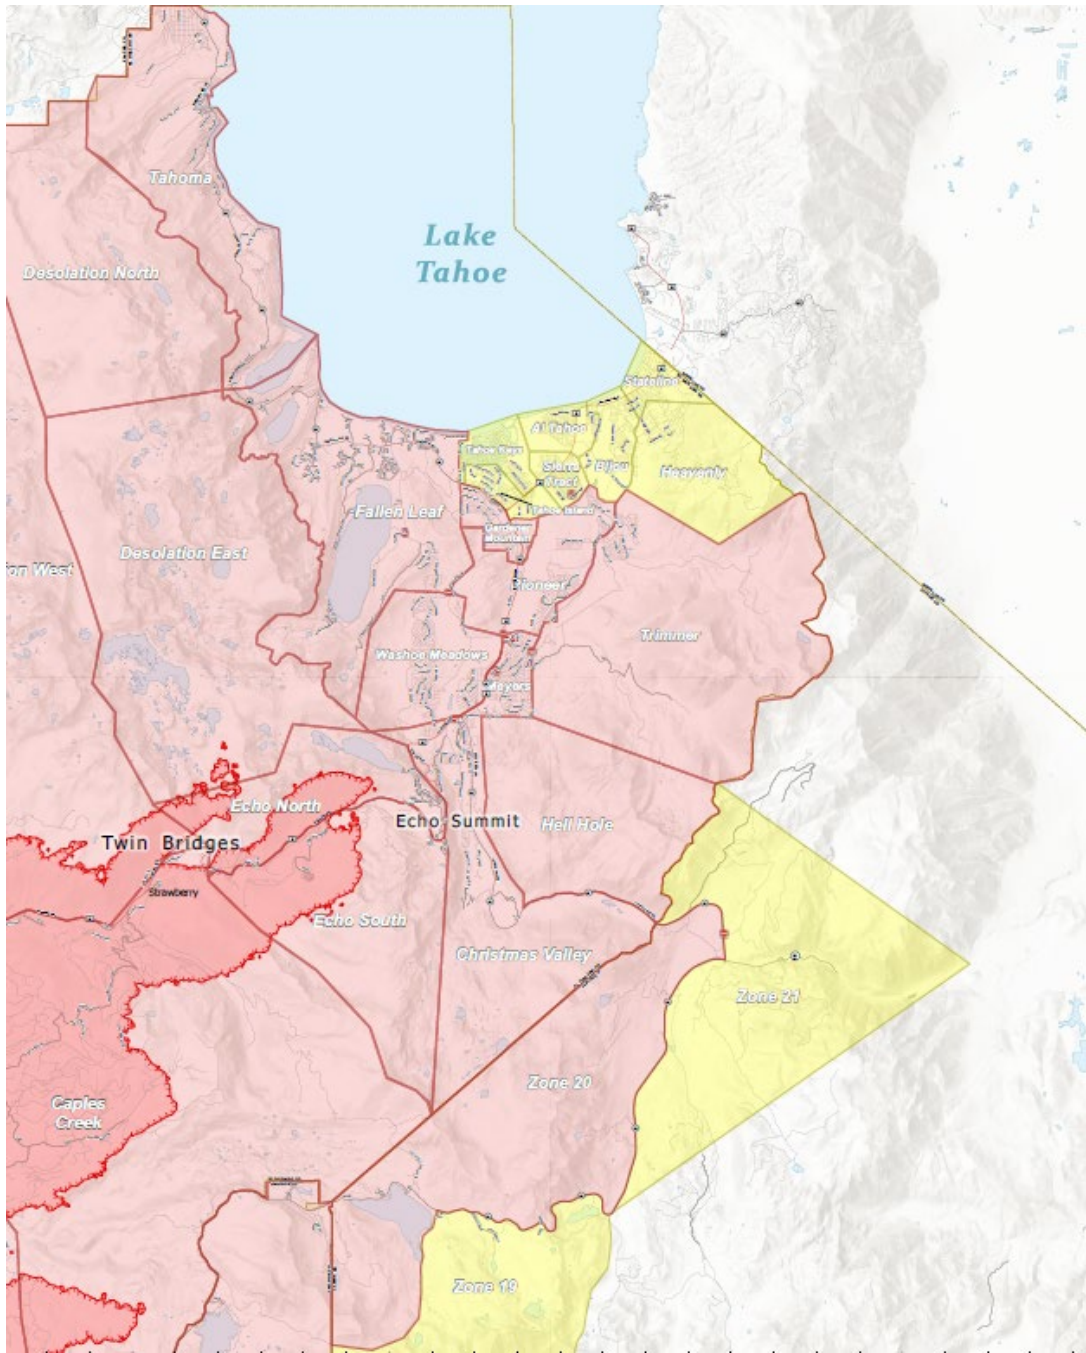 Tahoma
Lake
Tahoe
Desolation North
Stateline
Al Tahoe
Tahoe Keys
Sierra
Tract
Bijou
Heavenly
Fallen Leaf
Tahoe Island
Gardener
Mountain
Desolation East
ion West
Pioneer
Trimmer
Washoe Meadows
Meyers
Echo North
Echo Summit
Hell Hole
Twin Bridges
Strawberry
Echo South
Christmas Valley
Zone 21
Zone 20
Caples
Creek
Zone 19